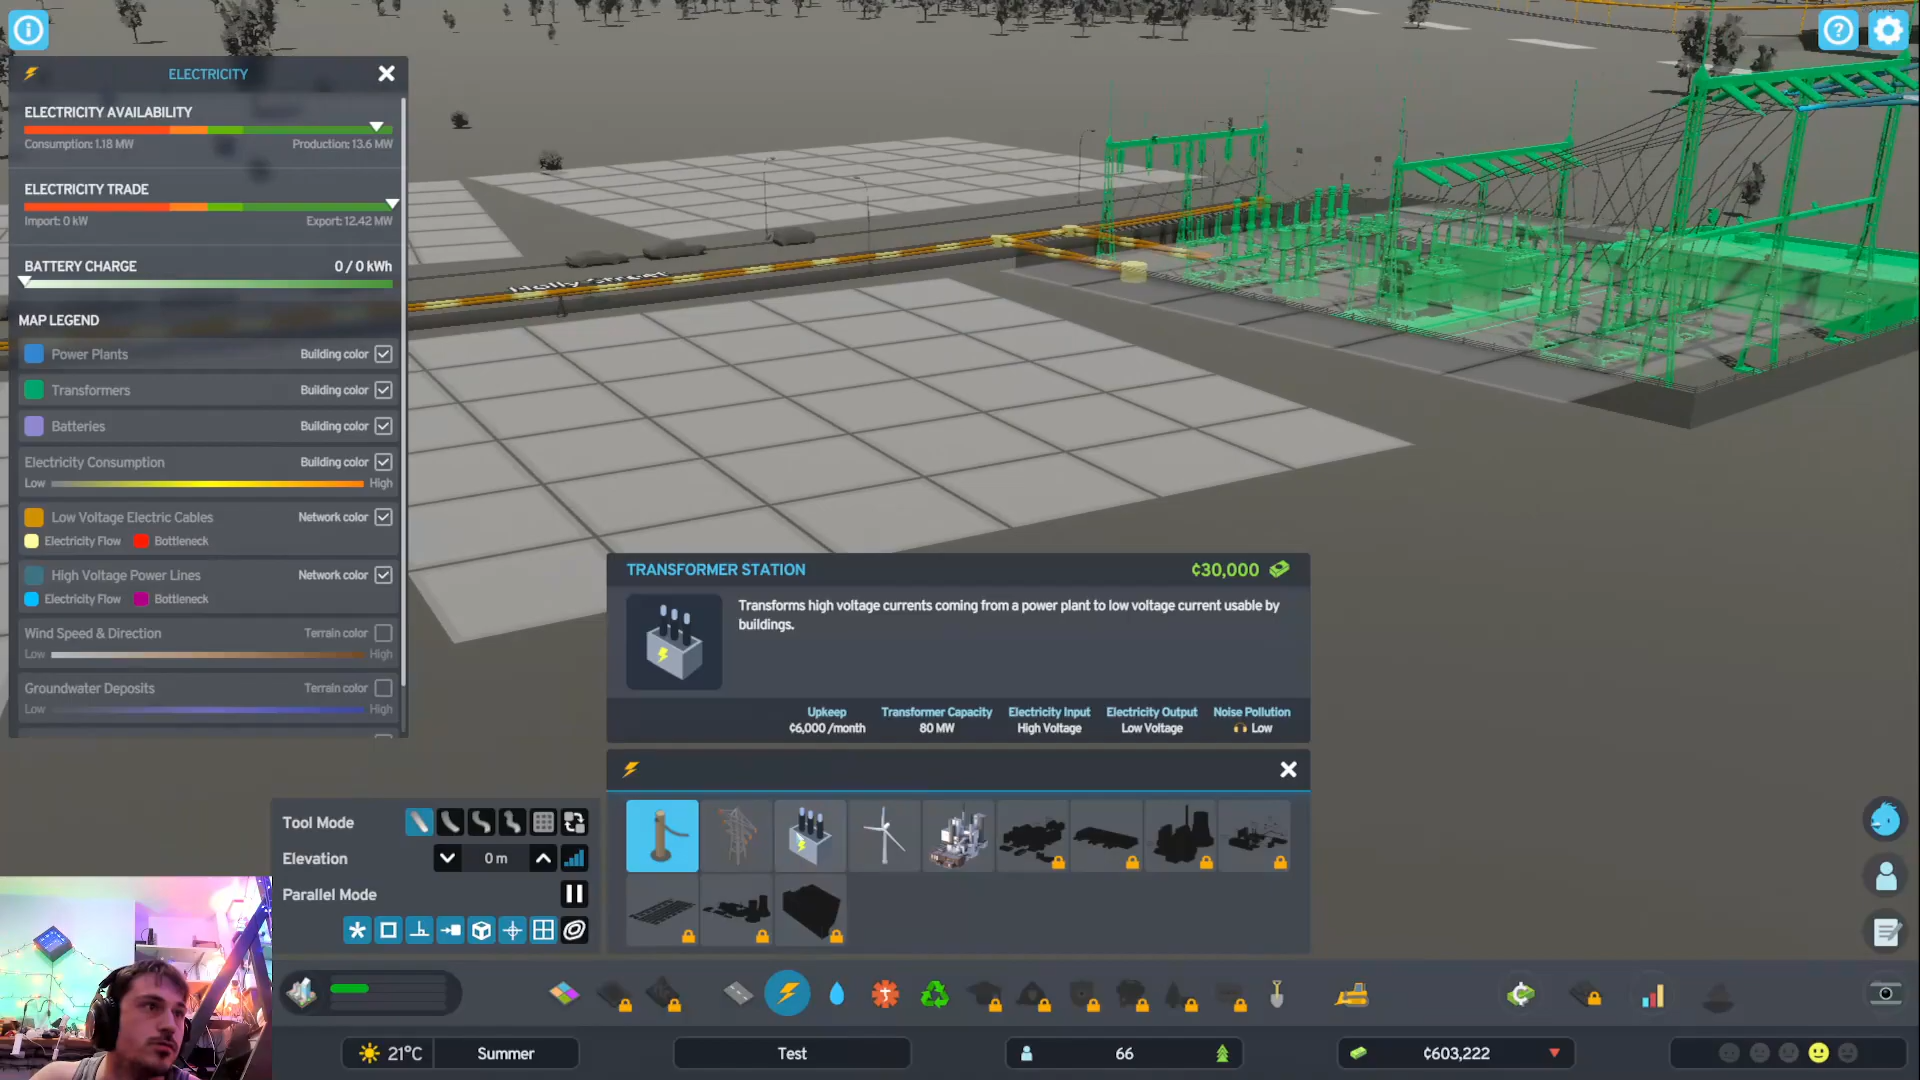 ELECTRICITY
ELECTRICITY AVAILABILITY
Consumption: 1.18 MW
Production: 13.6 MW
ELECTRICITY TRADE
Import: 0 kW
Export: 12.42 MW
BATTERY CHARGE
0 / 0 kWh
MAP LEGEND
Power Plants
Building color
Transformers
Building color
Batteries
Building color
Electricity Consumption
Building color
Low
High
Low Voltage Electric Cables
Network color
Electricity Flow
Bottleneck
High Voltage Power Lines
Network color
Electricity Flow
Bottleneck
Wind Speed & Direction
Terrain color
Low
High
Groundwater Deposits
Terrain color
Low
High
Holly Street
TRANSFORMER STATION
¢30,000
Transforms high voltage currents coming from a power plant to low voltage current usable by
buildings.
Upkeep
¢6,000 /month
Transformer Capacity
80 MW
Electricity Input
High Voltage
Electricity Output
Low Voltage
Noise Pollution
Low
Tool Mode
Elevation
0 m
Parallel Mode
21°C
Summer
Test
66
¢603,222